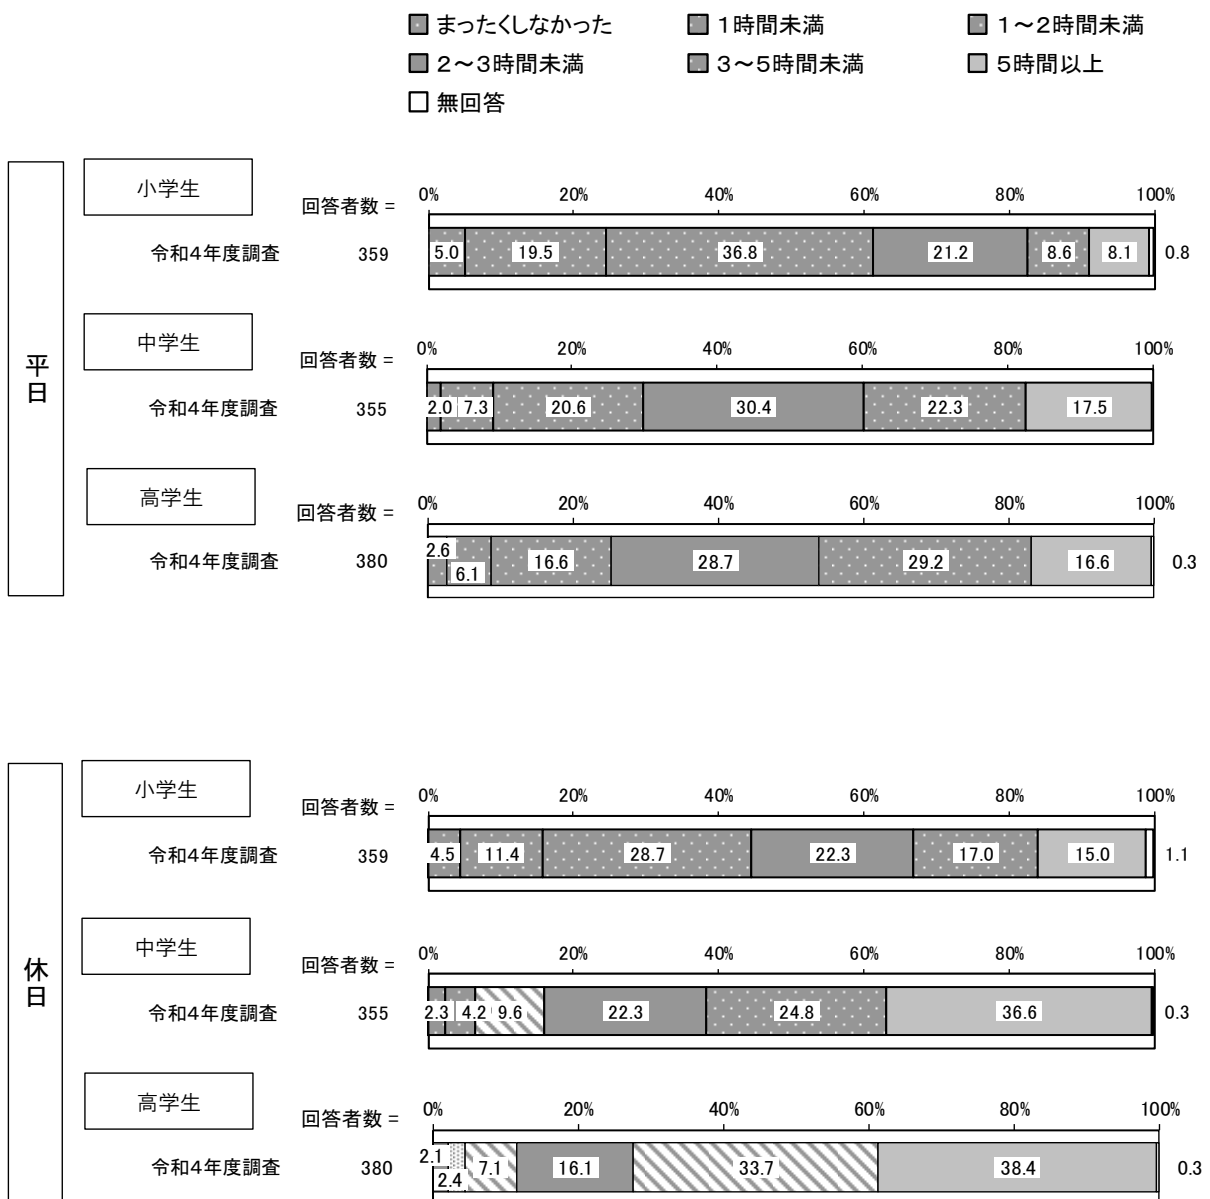 まったくしなかった 1時間未満 1～2時間未満
2～3時間未満 3～5時間未満 5時間以上
無回答
平日
小学生
回答者数 = 0% 20% 40% 60% 80% 100%
令和4年度調査 359 5.0 19.5 36.8 21.2 8.6 8.1 0.8
中学生
回答者数 = 0% 20% 40% 60% 80% 100%
令和4年度調査 355 2.0 7.3 20.6 30.4 22.3 17.5
高学生
回答者数 = 0% 20% 40% 60% 80% 100%
令和4年度調査 380 2.6 6.1 16.6 28.7 29.2 16.6 0.3
休日
小学生
回答者数 = 0% 20% 40% 60% 80% 100%
令和4年度調査 359 4.5 11.4 28.7 22.3 17.0 15.0 1.1
中学生
回答者数 = 0% 20% 40% 60% 80% 100%
令和4年度調査 355 2.3 4.2 9.6 22.3 24.8 36.6 0.3
高学生
回答者数 = 0% 20% 40% 60% 80% 100%
令和4年度調査 380 2.1 2.4 7.1 16.1 33.7 38.4 0.3